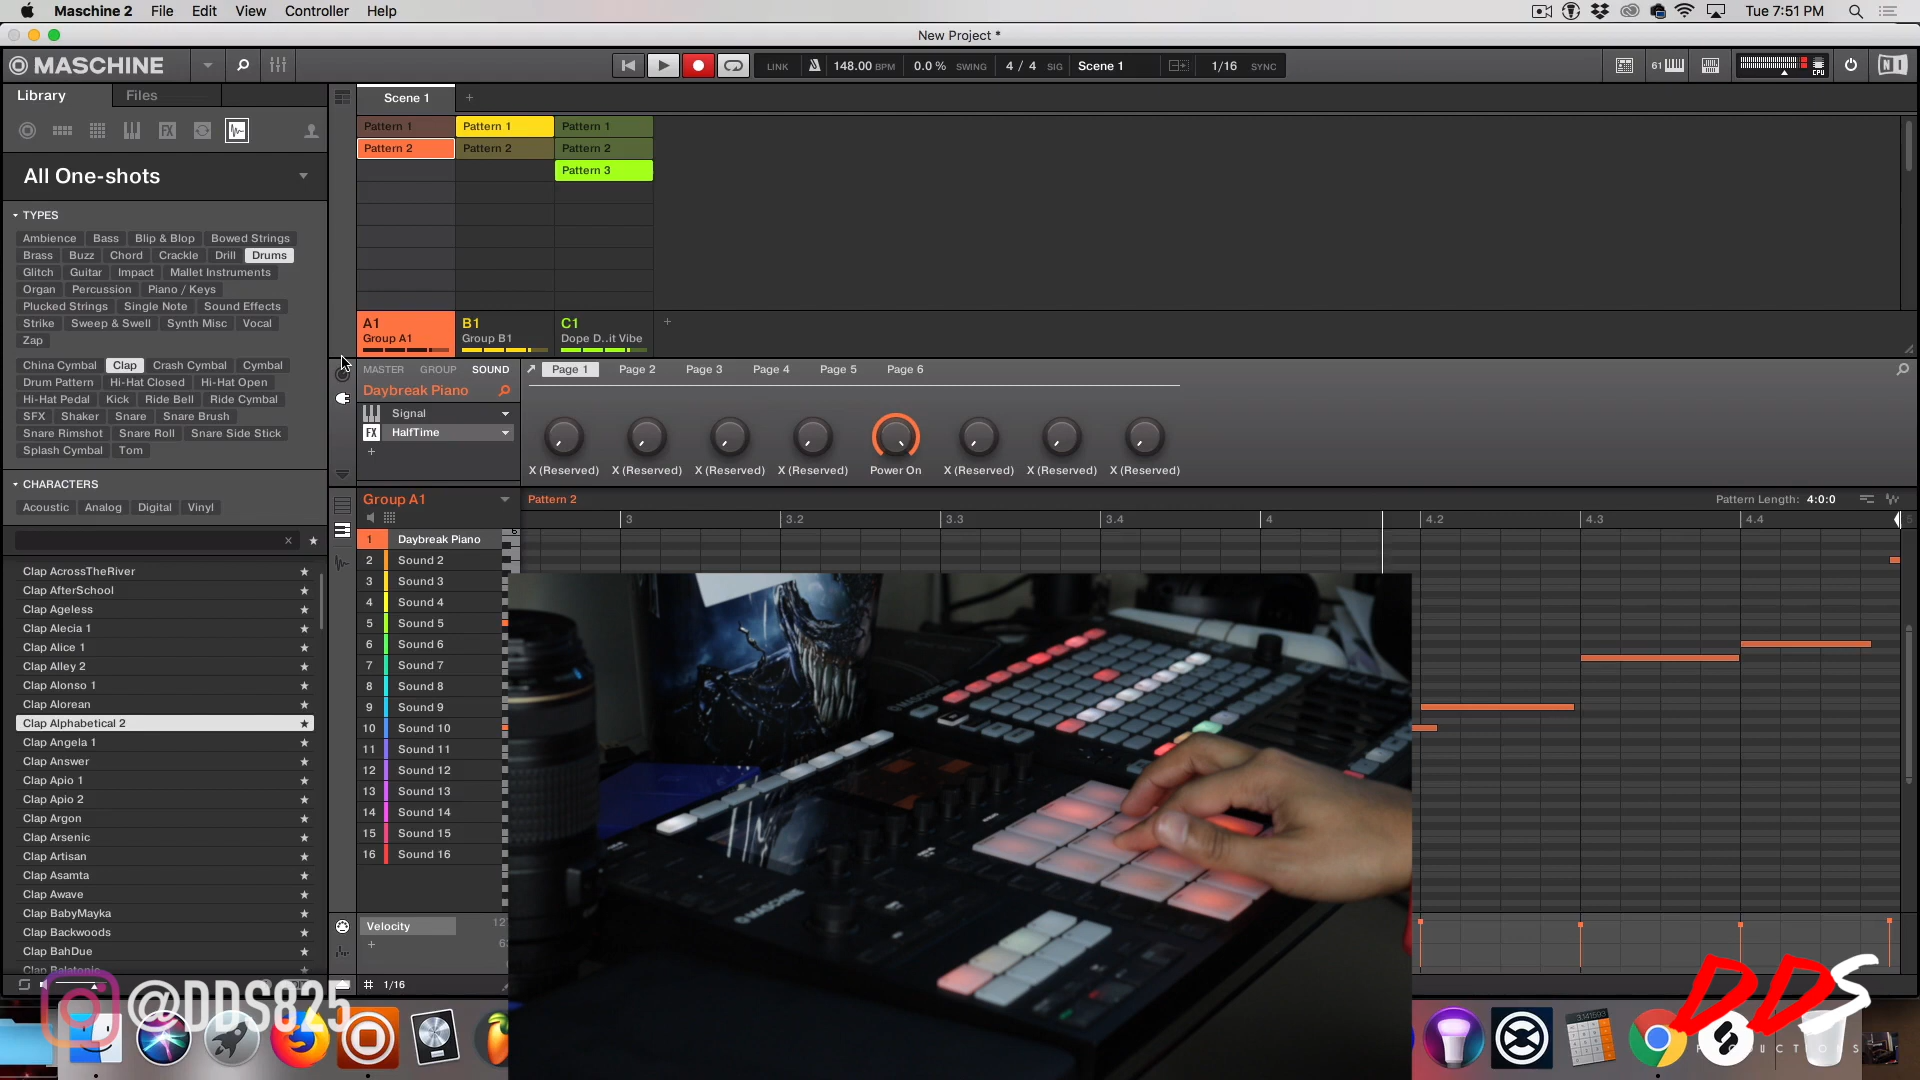 Maschine 2 File Edit View Controller Help
Tue 7:51 PM
New Project *
MASCHINE
LINK 148.00 BPM 0.0% SWING 4 / 4 SIG Scene 1 1/16 SYNC
61 CPU NI
Library Files
Scene 1 +
Pattern 1 Pattern 1 Pattern 1
Pattern 2 Pattern 2 Pattern 2
Pattern 3
FX
All One-shots
TYPES
Ambience Bass Blip & Blop Bowed Strings
Brass Buzz Chord Crackle Drill Drums
Glitch Guitar Impact Mallet Instruments
Organ Percussion Piano / Keys
Plucked Strings Single Note Sound Effects
Strike Sweep & Swell Synth Misc Vocal
Zap
China Cymbal Clap Crash Cymbal Cymbal
Drum Pattern Hi-Hat Closed Hi-Hat Open
Hi-Hat Pedal Kick Ride Bell Ride Cymbal
SFX Shaker Snare Snare Brush
Snare Rimshot Snare Roll Snare Side Stick
Splash Cymbal Tom
CHARACTERS
Acoustic Analog Digital Vinyl
Clap AcrossTheRiver
Clap AfterSchool
Clap Ageless
Clap Alecia 1
Clap Alice 1
Clap Alley 2
Clap Alonso 1
Clap Alorean
Clap Alphabetical 2
Clap Angela 1
Clap Answer
Clap Apio 1
Clap Apio 2
Clap Argon
Clap Arsenic
Clap Artisan
Clap Asamta
Clap Awave
Clap BabyMayka
Clap Backwoods
Clap BahDue
Clap Balatonic
A1 B1 C1 +
Group A1 Group B1 Dope D..it Vibe
MASTER GROUP SOUND
Daybreak Piano
Signal
FX HalfTime
+
Page 1 Page 2 Page 3 Page 4 Page 5 Page 6
X (Reserved) X (Reserved) X (Reserved) X (Reserved) Power On X (Reserved) X (Reserved) X (Reserved)
Group A1
Pattern 2
Pattern Length: 4:0:0
3 3.2 3.3 3.4 4 4.2 4.3 4.4 5
1 Daybreak Piano
2 Sound 2
3 Sound 3
4 Sound 4
5 Sound 5
6 Sound 6
7 Sound 7
8 Sound 8
9 Sound 9
10 Sound 10
11 Sound 11
12 Sound 12
13 Sound 13
14 Sound 14
15 Sound 15
16 Sound 16
Velocity
+
1/16
MASCHINE
MASCHINE
@DDS825
DDS